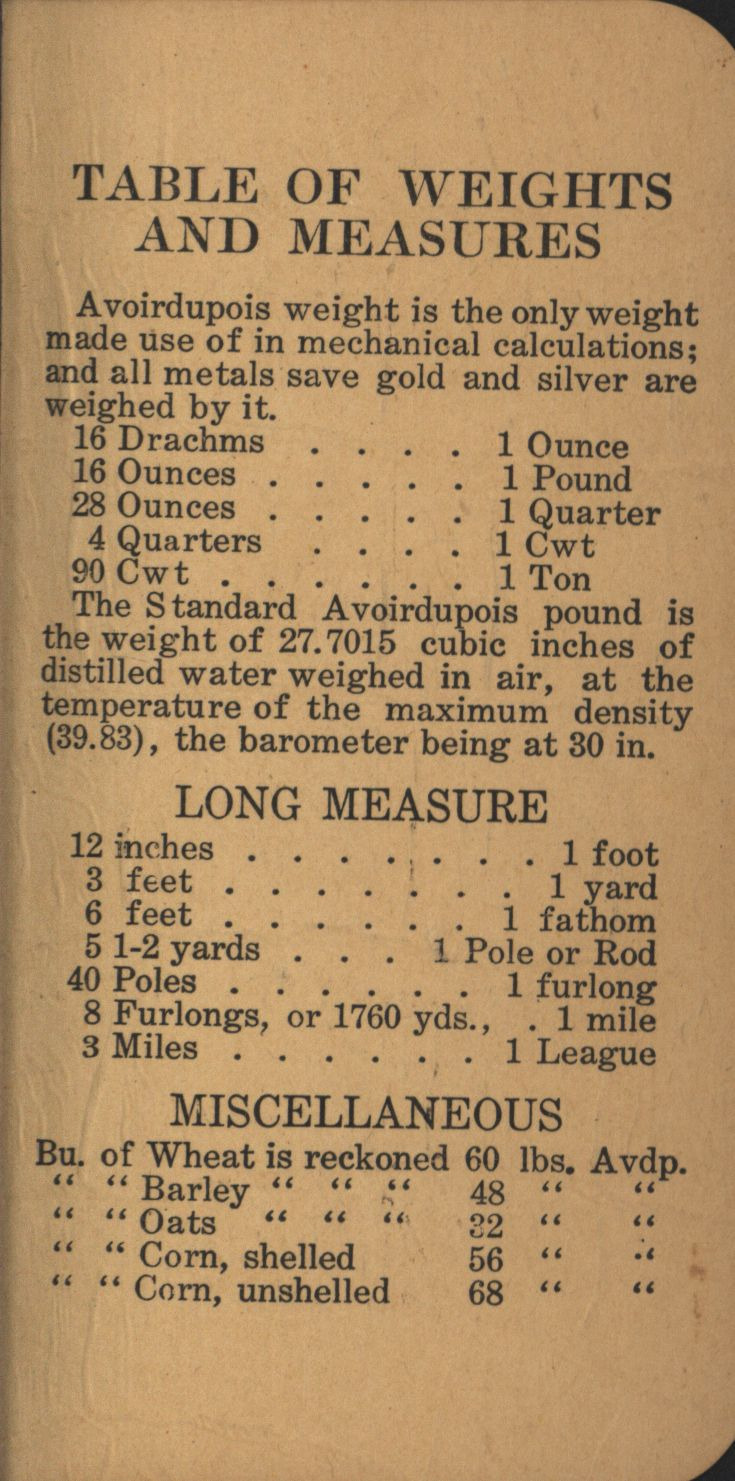 TABLE OF WEIGHTS
AND MEASURES
Avoirdupois weight is the only weight
made use of in mechanical calculations;
and all metals save gold and silver are
weighed by it.
16 Drachms . . . . 1 Ounce
16 Ounces . . . . . 1 Pound
28 Ounces . . . . . 1 Quarter
4 Quarters . . . . 1 Cwt
90 Cwt . . . . . . 1 Ton
The Standard Avoirdupois pound is
the weight of 27.7015 cubic inches of
distilled water weighed in air, at the
temperature of the maximum density
(39.83), the barometer being at 30 in.
LONG MEASURE
12 inches . . . . . . . 1 foot
3 feet . . . . . . . 1 yard
6 feet . . . . . . 1 fathom
5 1-2 yards . . . 1 Pole or Rod
40 Poles . . . . . . 1 furlong
8 Furlongs, or 1760 yds., . 1 mile
3 Miles . . . . . . 1 League
MISCELLANEOUS
Bu. of Wheat is reckoned 60 lbs. Avdp.
“ “ Barley “ “ “ 48 “ “
“ “ Oats “ “ “ 32 “ “
“ “ Corn, shelled 56 “ “
“ “ Corn, unshelled 68 “ “